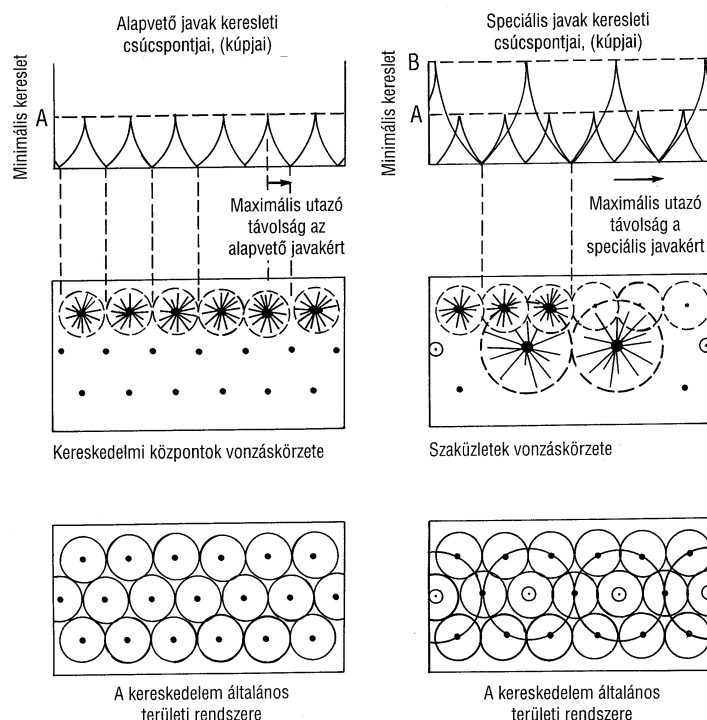 Alapvető javak keresleti
csúcspontjai, (kúpjai)
Minimális kereslet
A
Maximális utazó
távolság az
alapvető javakért
Kereskedelmi központok vonzáskörzete
A kereskedelem általános
területi rendszere
Speciális javak keresleti
csúcspontjai, (kúpjai)
Minimális kereslet
B
A
Maximális utazó
távolság a
speciális javakért
Szaküzletek vonzáskörzete
A kereskedelem általános
területi rendszere